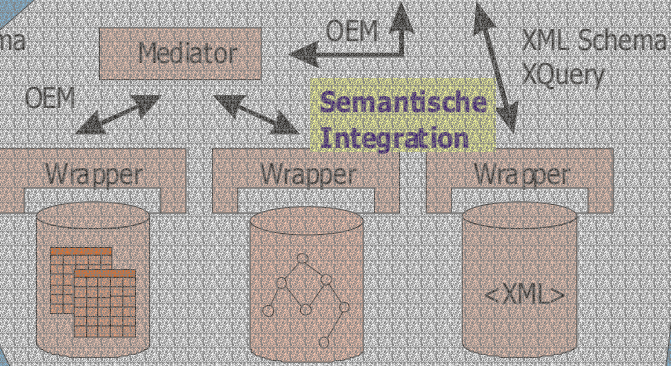 ma
OEM
XML Schema
Mediator
XQuery
OEM
Semantische
Integration
Wrapper
Wrapper
Wrapper
<XML>